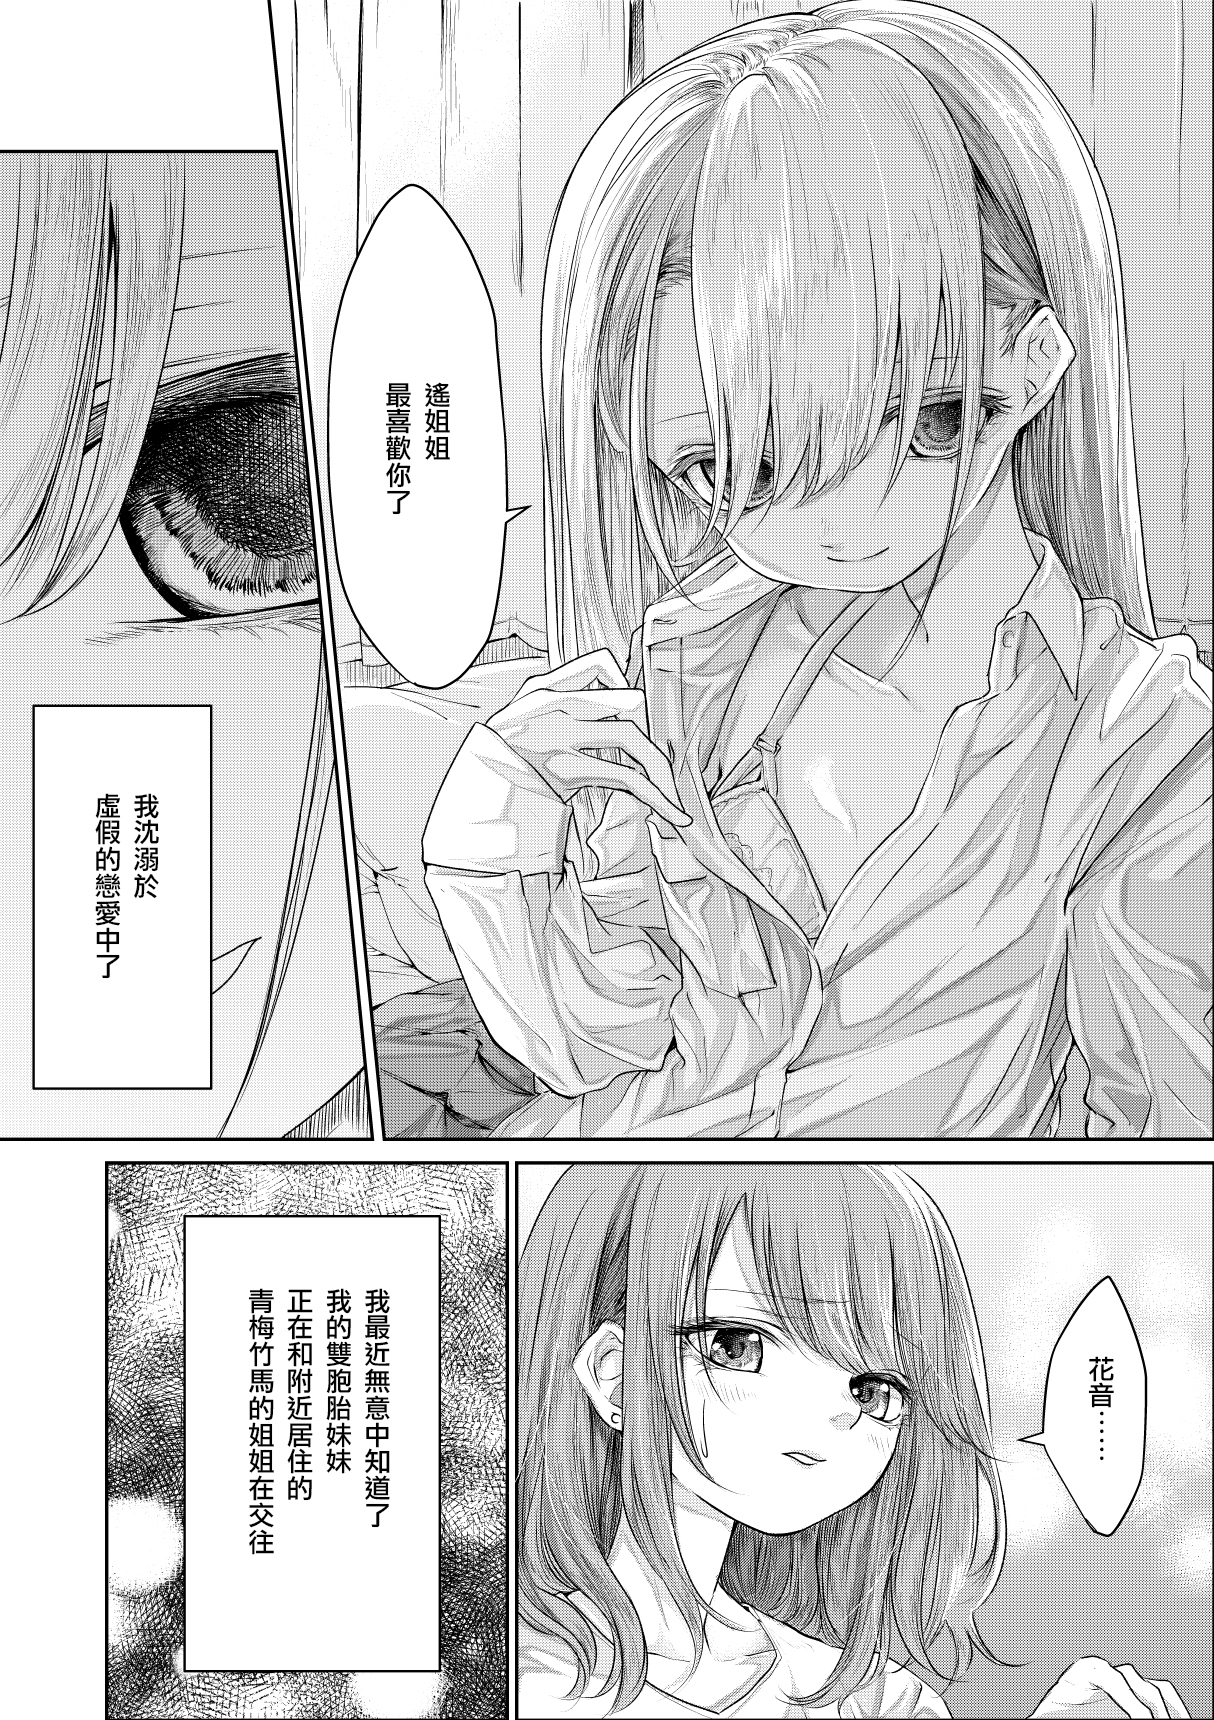 遙姐姐
最喜歡你了
我沈溺於
虛假的戀愛中了
花音……
我最近無意中知道了
我的雙胞胎妹妹
正在和附近居住的
青梅竹馬的姐姐在交往